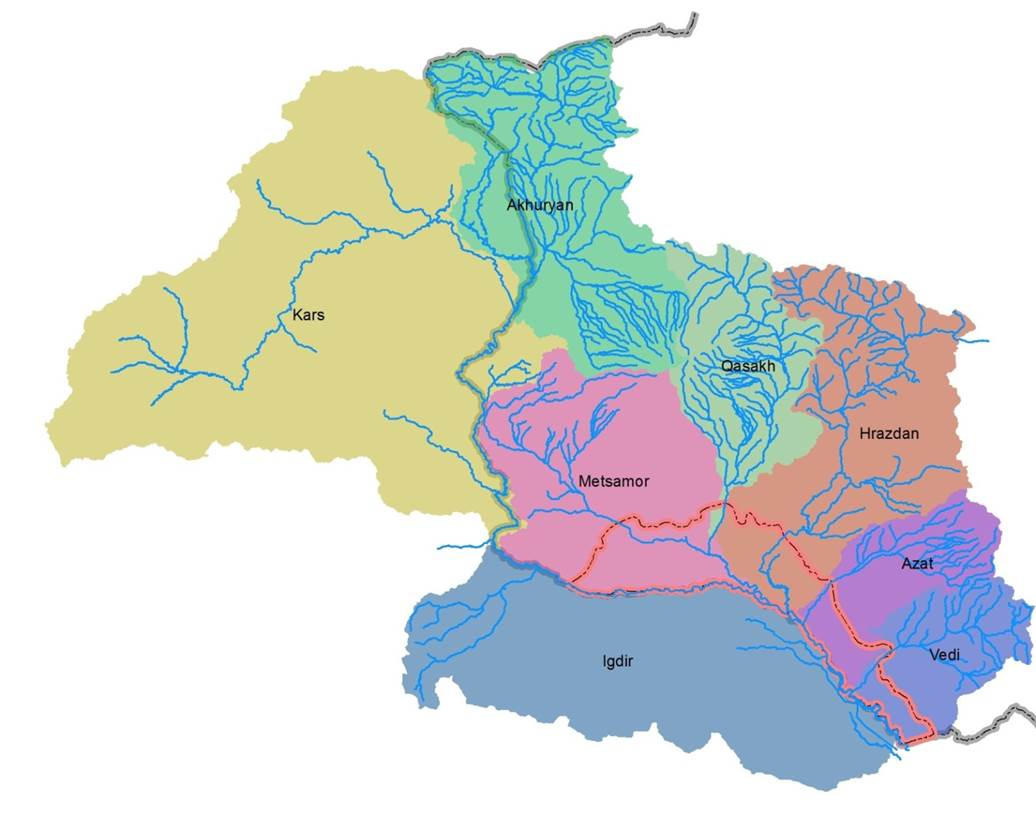 Akhuryan
Kars
Qasakh
Hrazdan
Metsamor
Azat
Vedi
Igdir